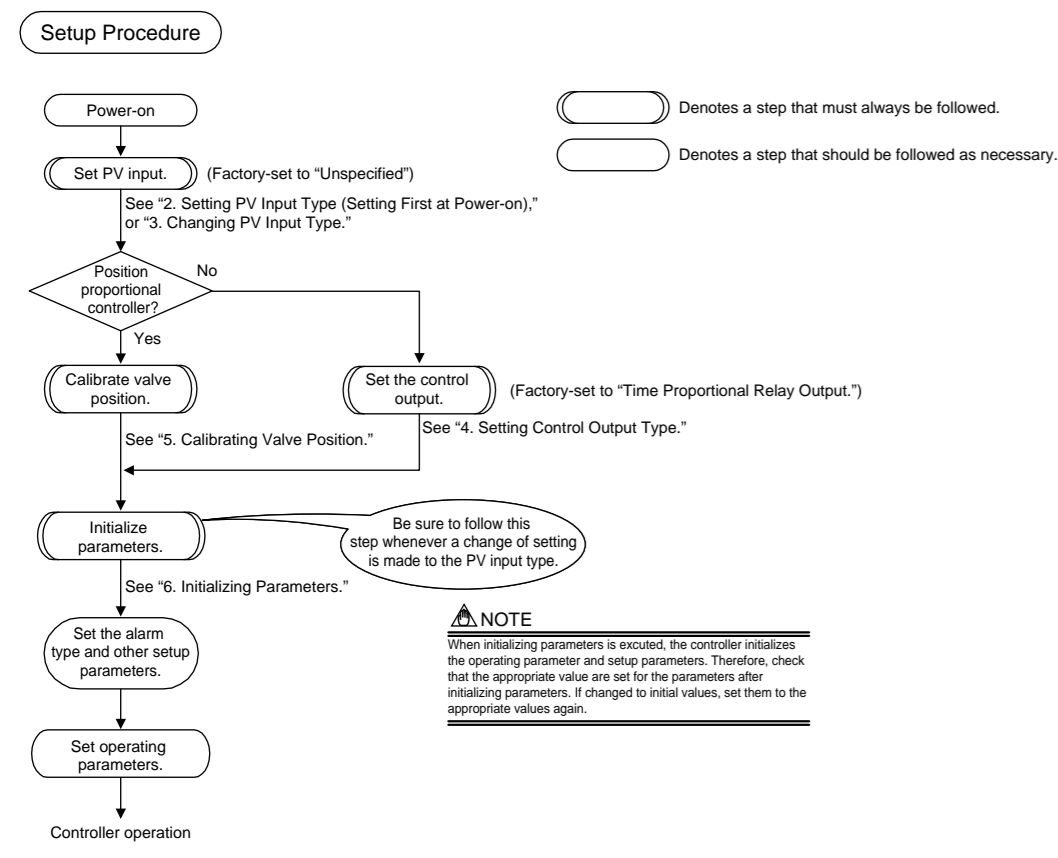 Setup Procedure
Power-on
Denotes a step that must always be followed.
Denotes a step that should be followed as necessary.
Set PV input.
(Factory-set to “Unspecified”)
See “2. Setting PV Input Type (Setting First at Power-on),”
or “3. Changing PV Input Type.”
Position
proportional
controller?
No
Yes
Calibrate valve
position.
Set the control
output.
(Factory-set to “Time Proportional Relay Output.”)
See “5. Calibrating Valve Position.”
See “4. Setting Control Output Type.”
Initialize
parameters.
Be sure to follow this
step whenever a change of setting
is made to the PV input type.
See “6. Initializing Parameters.”
Set the alarm
type and other setup
parameters.
NOTE
When initializing parameters is excuted, the controller initializes
the operating parameter and setup parameters. Therefore, check
that the appropriate value are set for the parameters after
initializing parameters. If changed to initial values, set them to the
appropriate values again.
Set operating
parameters.
Controller operation